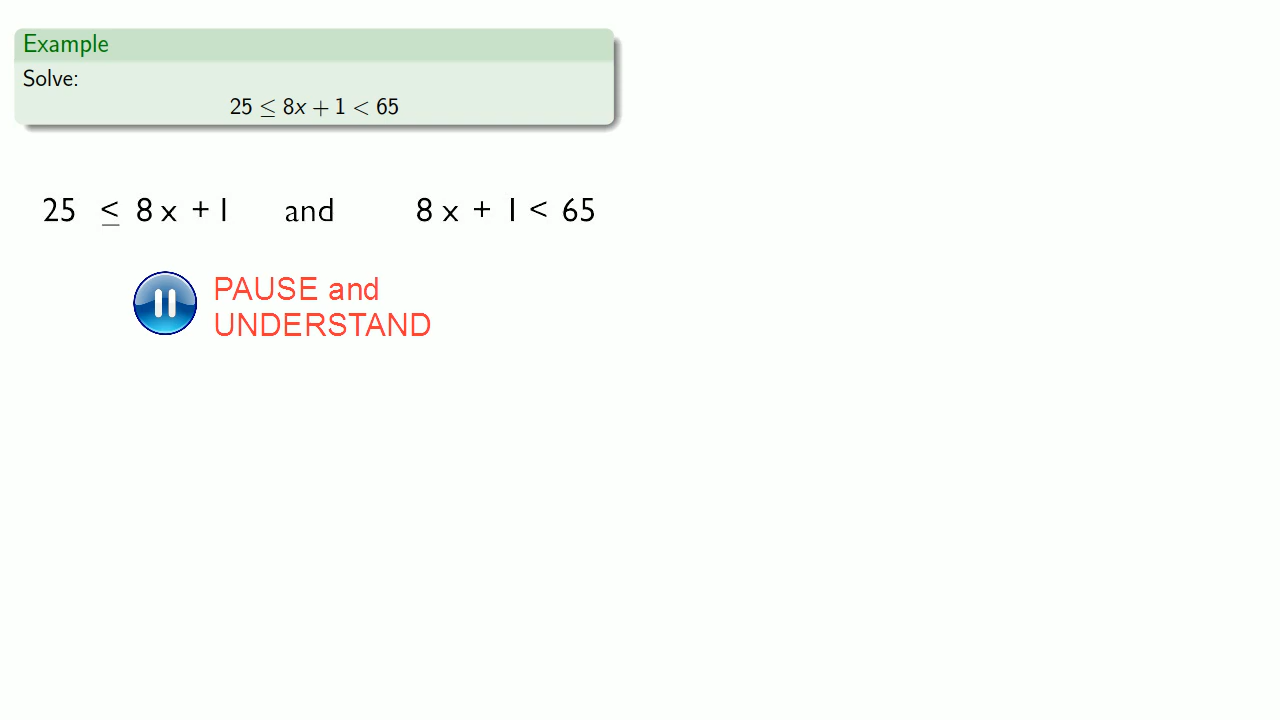 Example
Solve:
25 ≤ 8x + 1 < 65
25 ≤ 8 x + 1 and 8 x + 1 < 65
PAUSE and
UNDERSTAND